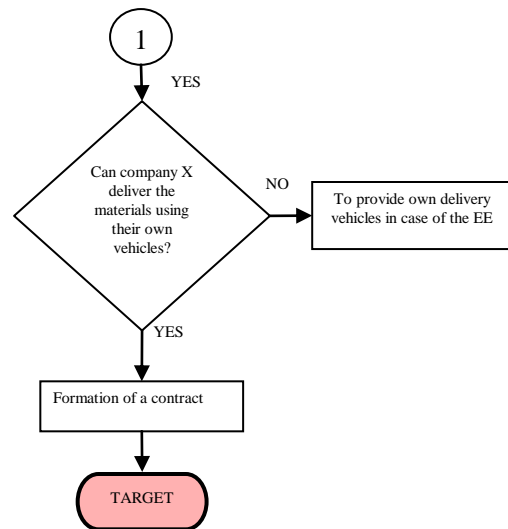 1
YES
Can company X
deliver the
materials using
their own
vehicles?
NO
To provide own delivery
vehicles in case of the EE
YES
Formation of a contract
TARGET